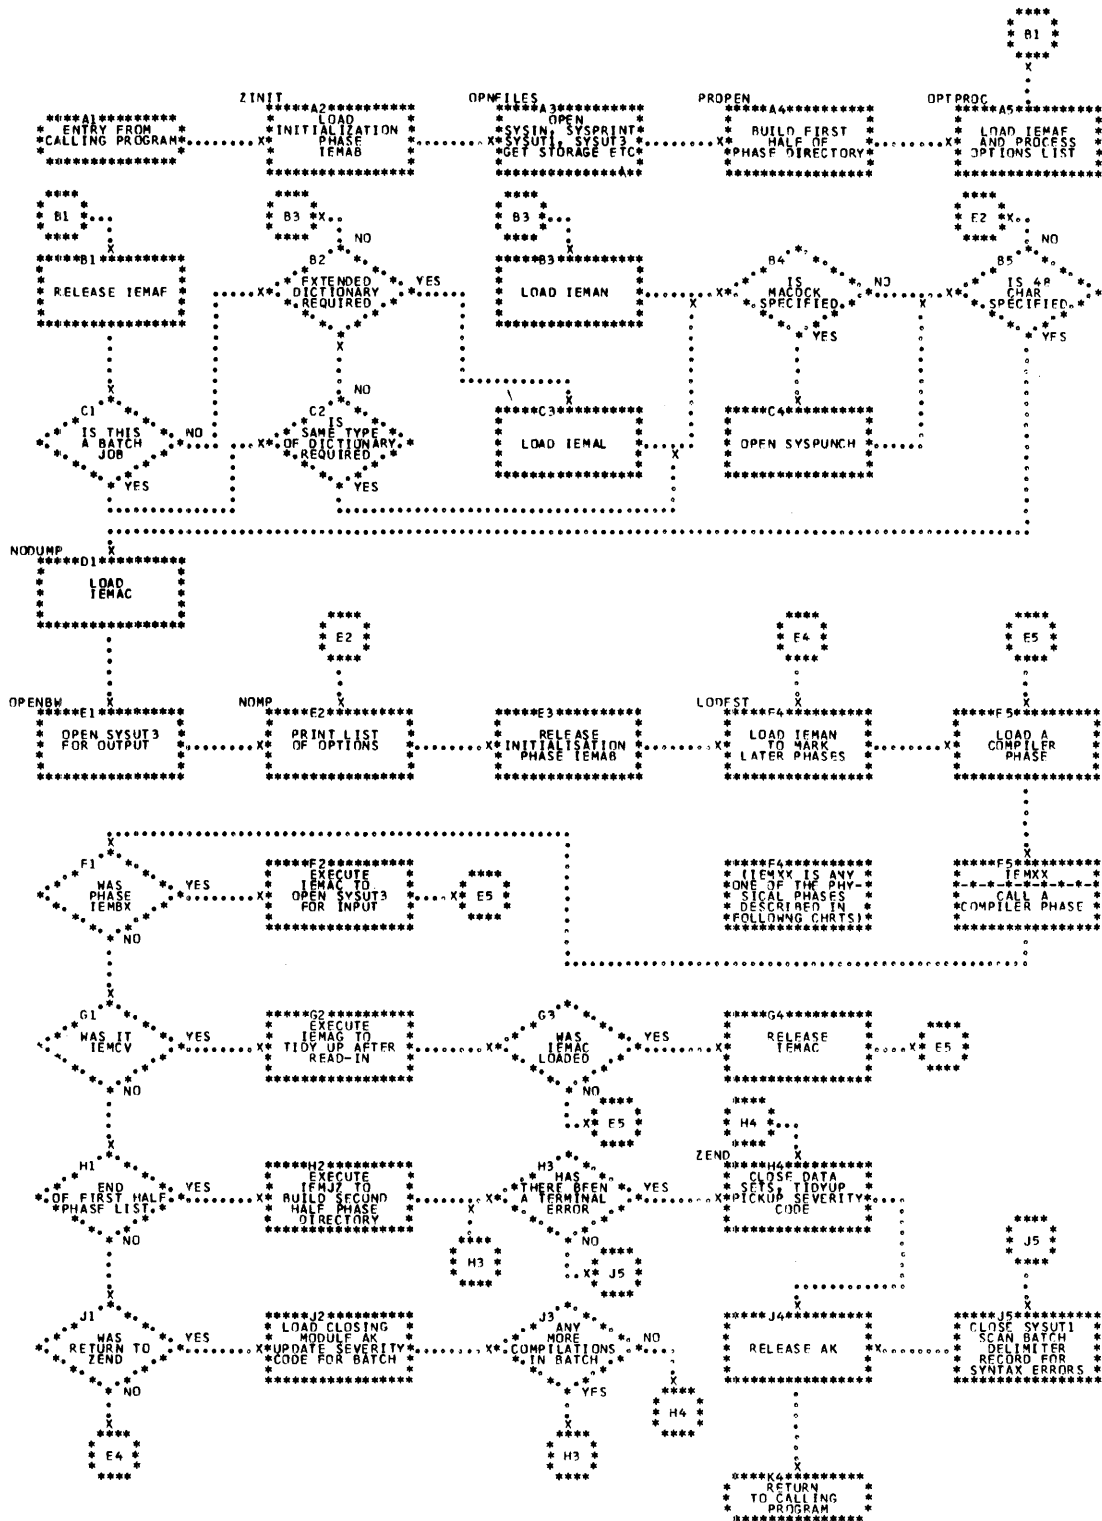 B1
ZINIT
OPNFILES
PROPEN
OPTPROC
A1
ENTRY FROM
CALLING PROGRAM
A2
LOAD
INITIALIZATION
PHASE
IEMAB
A3
OPEN
SYSIN, SYSPRINT
SYSUT1, SYSUT3
GET STORAGE ETC
A4
BUILD FIRST
HALF OF
PHASE DIRECTORY
A5
LOAD IEMAF
AND PROCESS
OPTIONS LIST
B1
B3
B3
E2
B1
RELEASE IEMAF
NO
B2
EXTENDED
DICTIONARY
REQUIRED
YES
B3
LOAD IEMAN
B4
IS
MACDCK
SPECIFIED
NO
YES
NO
B5
IS 48
CHAR
SPECIFIED
YES
C1
IS THIS
A BATCH
JOB
NO
YES
NO
C2
IS
SAME TYPE
OF DICTIONARY
REQUIRED
YES
C3
LOAD IEMAL
C4
OPEN SYSPUNCH
NODUMP
D1
LOAD
IEMAC
E2
E4
E5
OPENBW
NOMP
LODFST
E1
OPEN SYSUT3
FOR OUTPUT
E2
PRINT LIST
OF OPTIONS
E3
RELEASE
INITIALISATION
PHASE IEMAB
E4
LOAD IEMAN
TO MARK
LATER PHASES
E5
LOAD A
COMPILER
PHASE
F1
WAS
PHASE
IEMBX
YES
NO
F2
EXECUTE
IEMAC TO
OPEN SYSUT3
FOR INPUT
E5
F4
(IEMXX IS ANY
ONE OF THE PHY-
SICAL PHASES
DESCRIBED IN
FOLLOWNG CHRTS)
F5
IEMXX
CALL A
COMPILER PHASE
G1
WAS IT
IEMCV
YES
NO
G2
EXECUTE
IEMAG TO
TIDY UP AFTER
READ-IN
G3
WAS
IEMAC
LOADED
YES
NO
G4
RELEASE
IEMAC
E5
E5
H4
ZEND
H1
END
OF FIRST HALF
PHASE LIST
YES
NO
H2
EXECUTE
IEMJZ TO
BUILD SECOND
HALF PHASE
DIRECTORY
H3
HAS
THERE BEEN
A TERMINAL
ERROR
YES
NO
H4
CLOSE DATA
SETS, TIDYUP
PICKUP SEVERITY
CODE
H3
J5
J5
J1
WAS
RETURN TO
ZEND
YES
NO
J2
LOAD CLOSING
MODULE AK
UPDATE SEVERITY
CODE FOR BATCH
J3
ANY
MORE
COMPILATIONS
IN BATCH
NO
YES
J4
RELEASE AK
J5
CLOSE SYSUT1
SCAN BATCH
DELIMITER
RECORD FOR
SYNTAX ERRORS
H4
E4
H3
K4
RETURN
TO CALLING
PROGRAM